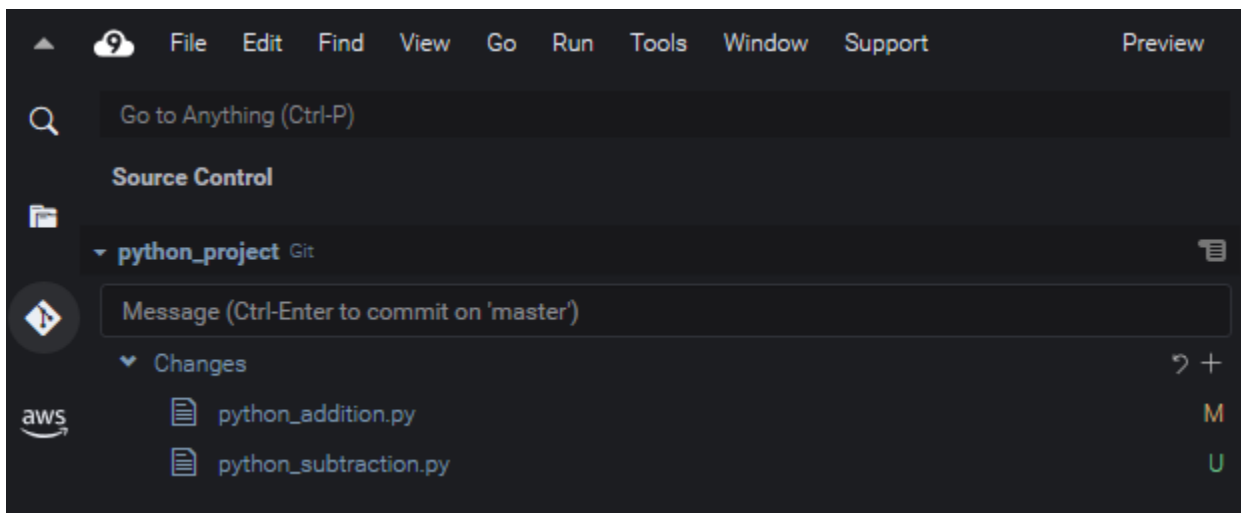 9 File Edit Find View Go Run Tools Window Support Preview
Go to Anything (Ctrl-P)
Source Control
python_project Git
Message (Ctrl-Enter to commit on 'master')
Changes
aws
python_addition.py M
python_subtraction.py U